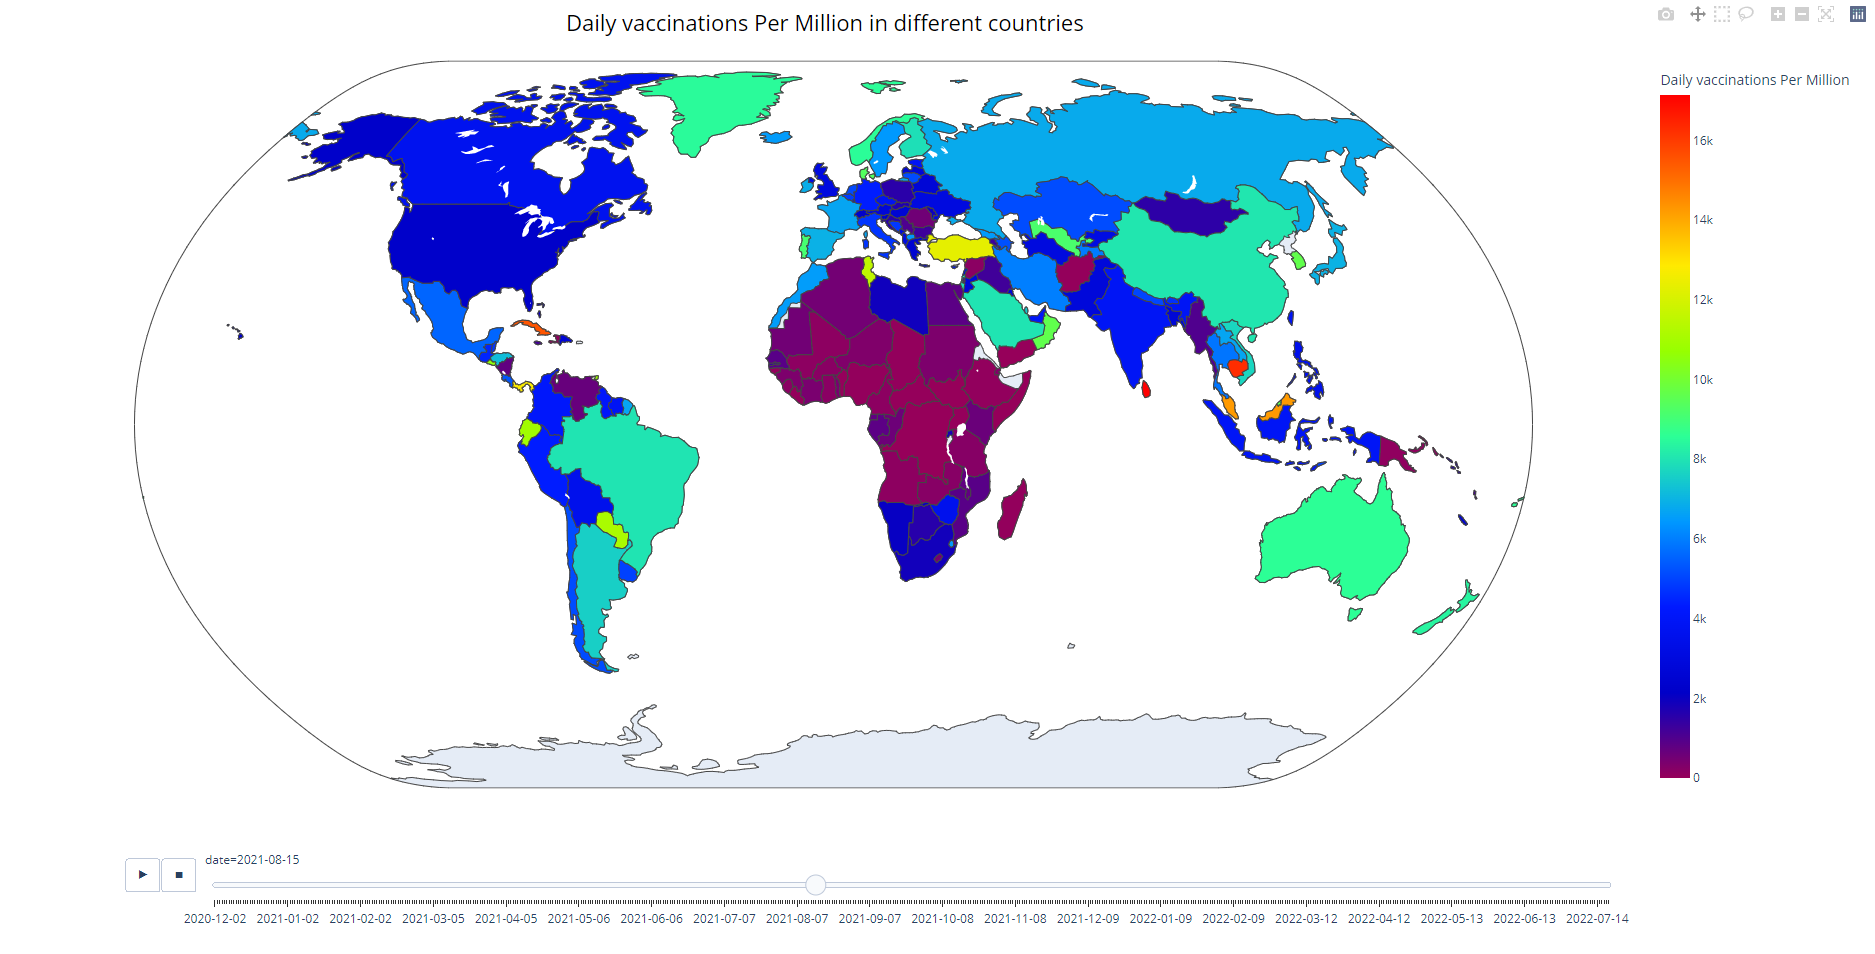 Daily vaccinations Per Million in different countries
Daily vaccinations Per Million
16k
14k
12k
10k
8k
6k
4k
2k
0
date=2021-08-15
2020-12-02 2021-01-02 2021-02-02 2021-03-05 2021-04-05 2021-05-06 2021-06-06 2021-07-07 2021-08-07 2021-09-07 2021-10-08 2021-11-08 2021-12-09 2022-01-09 2022-02-09 2022-03-12 2022-04-12 2022-05-13 2022-06-13 2022-07-14